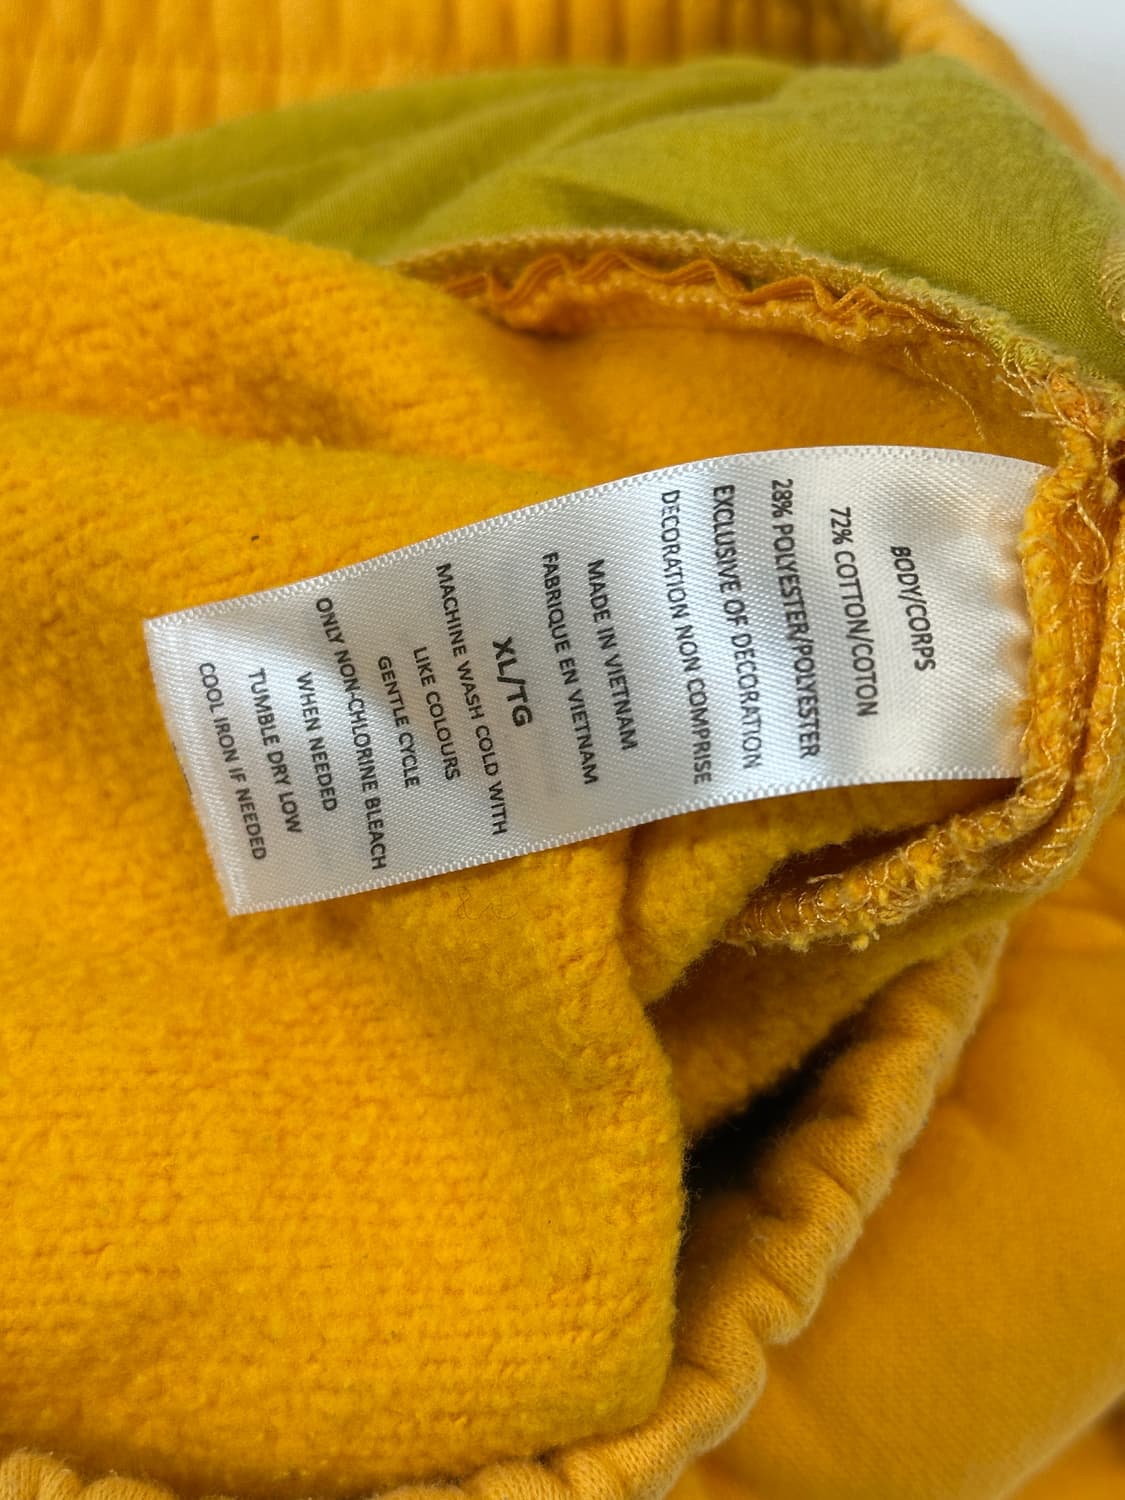 BODY/CORPS
72% COTTON/COTON
28% POLYESTER/POLYESTER
EXCLUSIVE OF DECORATION
DECORATION NON COMPRISE
MADE IN VIETNAM
FABRIQUE EN VIETNAM
XL/TG
MACHINE WASH COLD WITH
LIKE COLOURS
GENTLE CYCLE
ONLY NON-CHLORINE BLEACH
WHEN NEEDED
TUMBLE DRY LOW
COOL IRON IF NEEDED